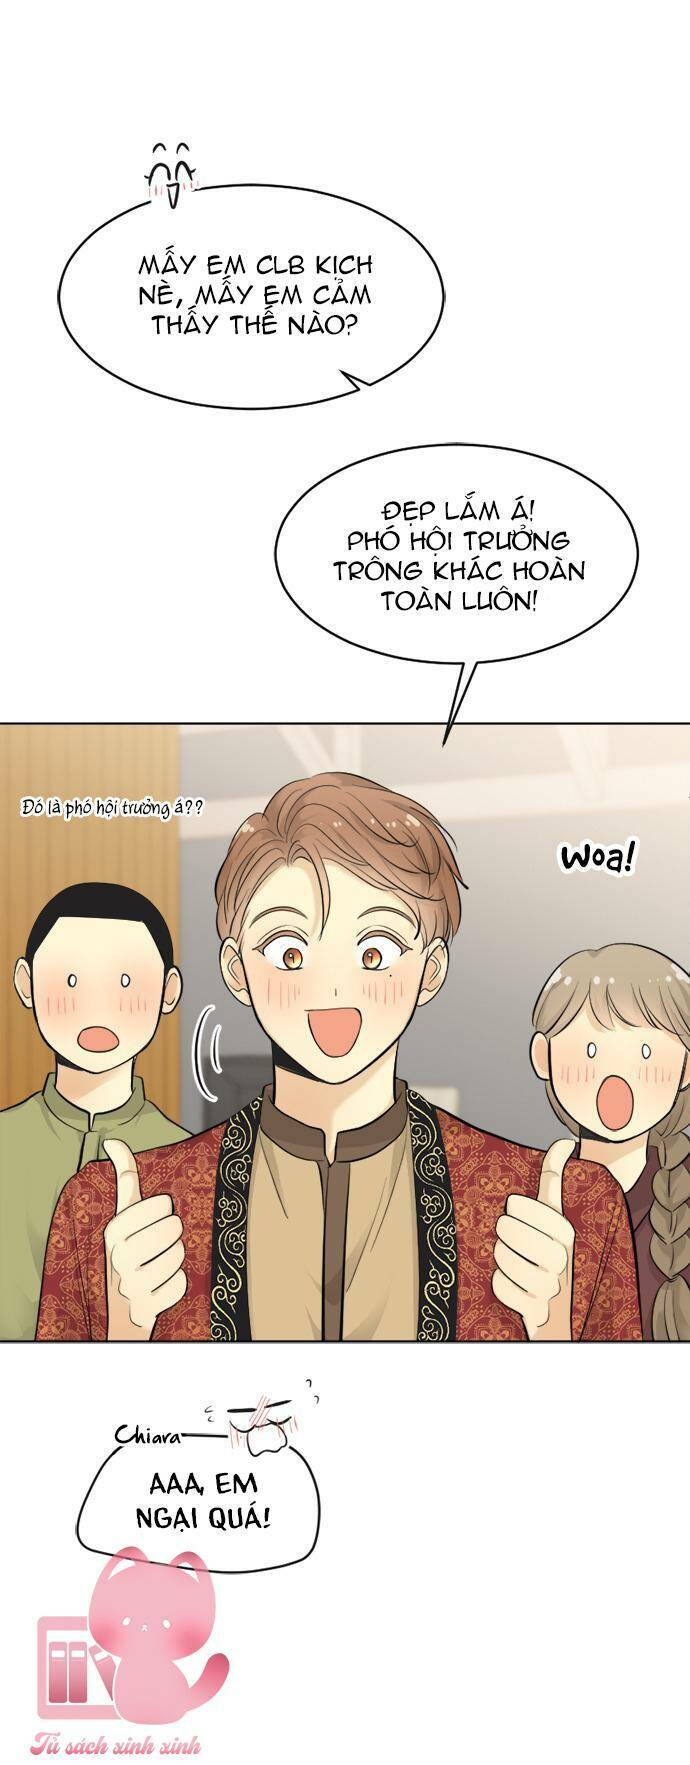 MẤY EM CLB KỊCH
NÈ, MẤY EM CẢM
THẤY THẾ NÀO?
ĐẸP LẮM Á!
PHÓ HỘI TRƯỞNG
TRÔNG KHÁC HOÀN
TOÀN LUÔN!
Đó là phó hội trưởng á??
Woa!
Chiara
AAA, EM
NGẠI QUÁ!
Tủ sách xinh xinh